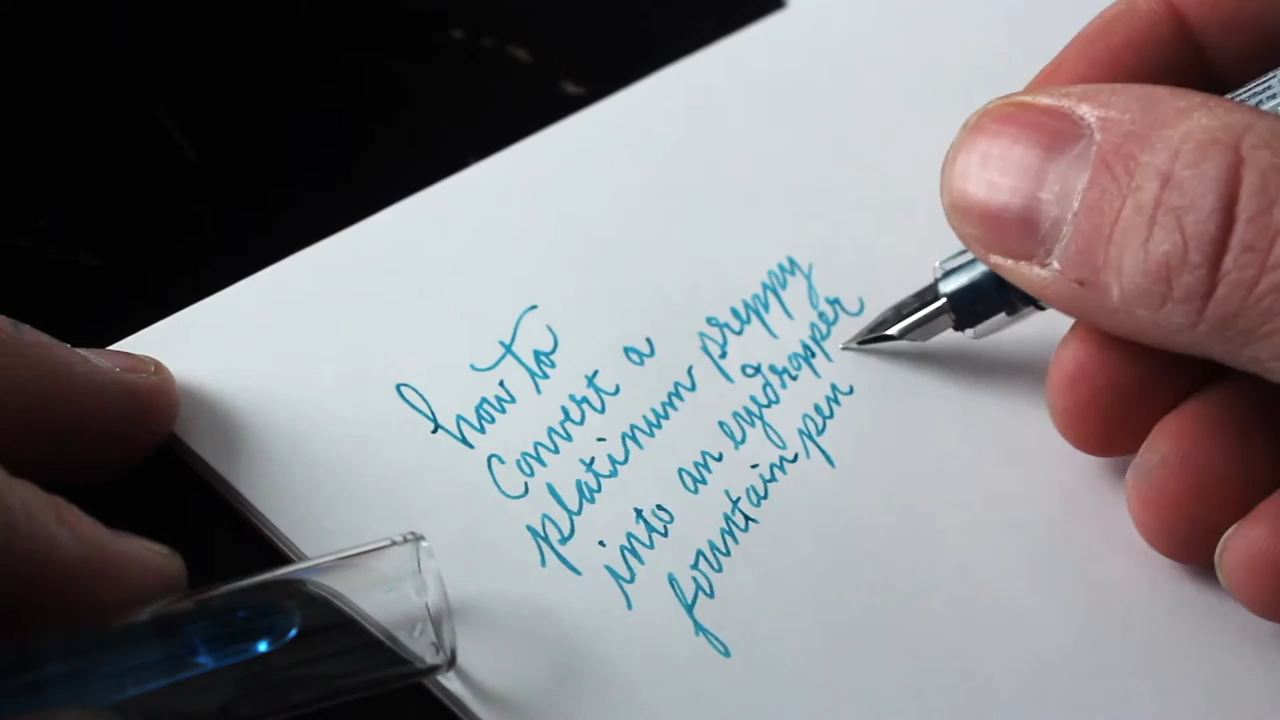 how to
convert a
platinum preppy
into an eyedropper
fountain pen